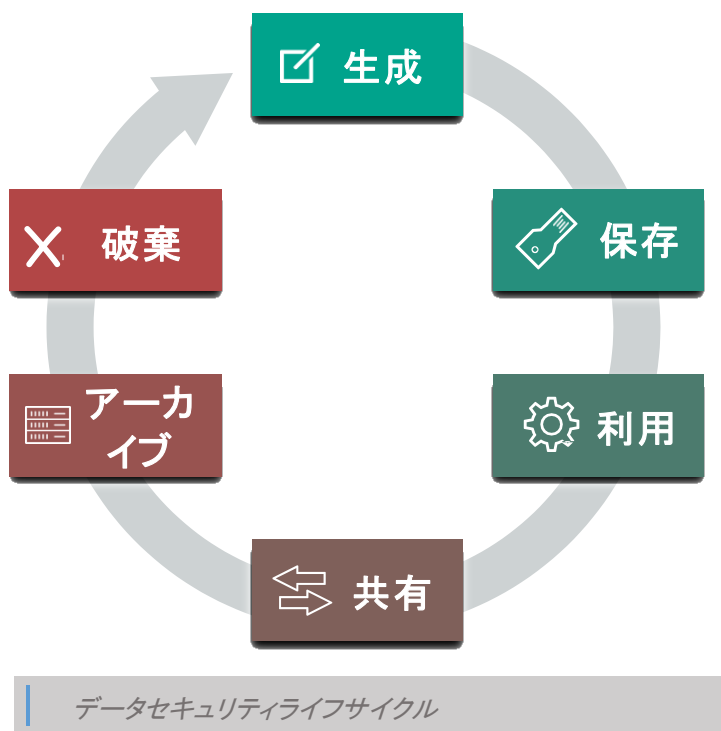 生成
保存
利用
共有
アーカ
イブ
破棄
データセキュリティライフサイクル